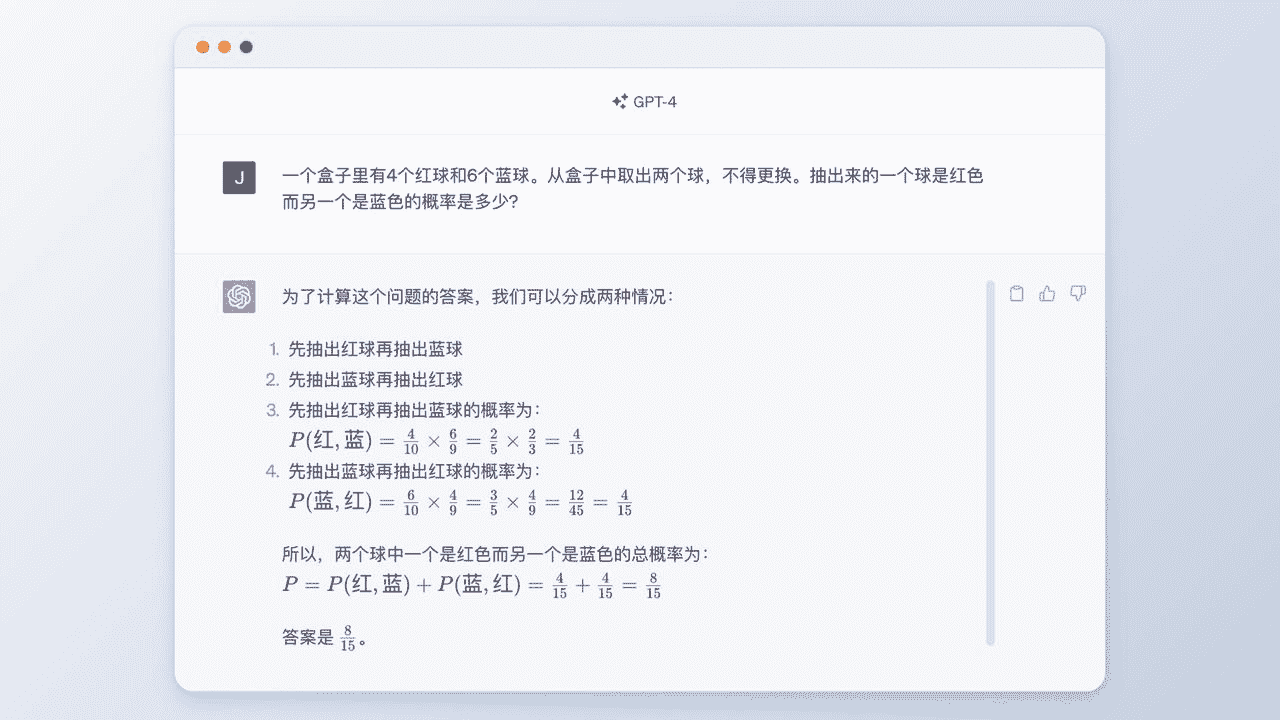 GPT-4
J
一个盒子里有4个红球和6个蓝球。从盒子中取出两个球，不得更换。抽出来的一个球是红色
而另一个是蓝色的概率是多少?
为了计算这个问题的答案，我们可以分成两种情况：
1. 先抽出红球再抽出蓝球
2. 先抽出蓝球再抽出红球
3. 先抽出红球再抽出蓝球的概率为：
P(红, 蓝) = 4/10 × 6/9 = 2/5 × 2/3 = 4/15
4. 先抽出蓝球再抽出红球的概率为：
P(蓝, 红) = 6/10 × 4/9 = 3/5 × 4/9 = 12/45 = 4/15
所以，两个球中一个是红色而另一个是蓝色的总概率为：
P = P(红, 蓝) + P(蓝, 红) = 4/15 + 4/15 = 8/15
答案是 8/15。